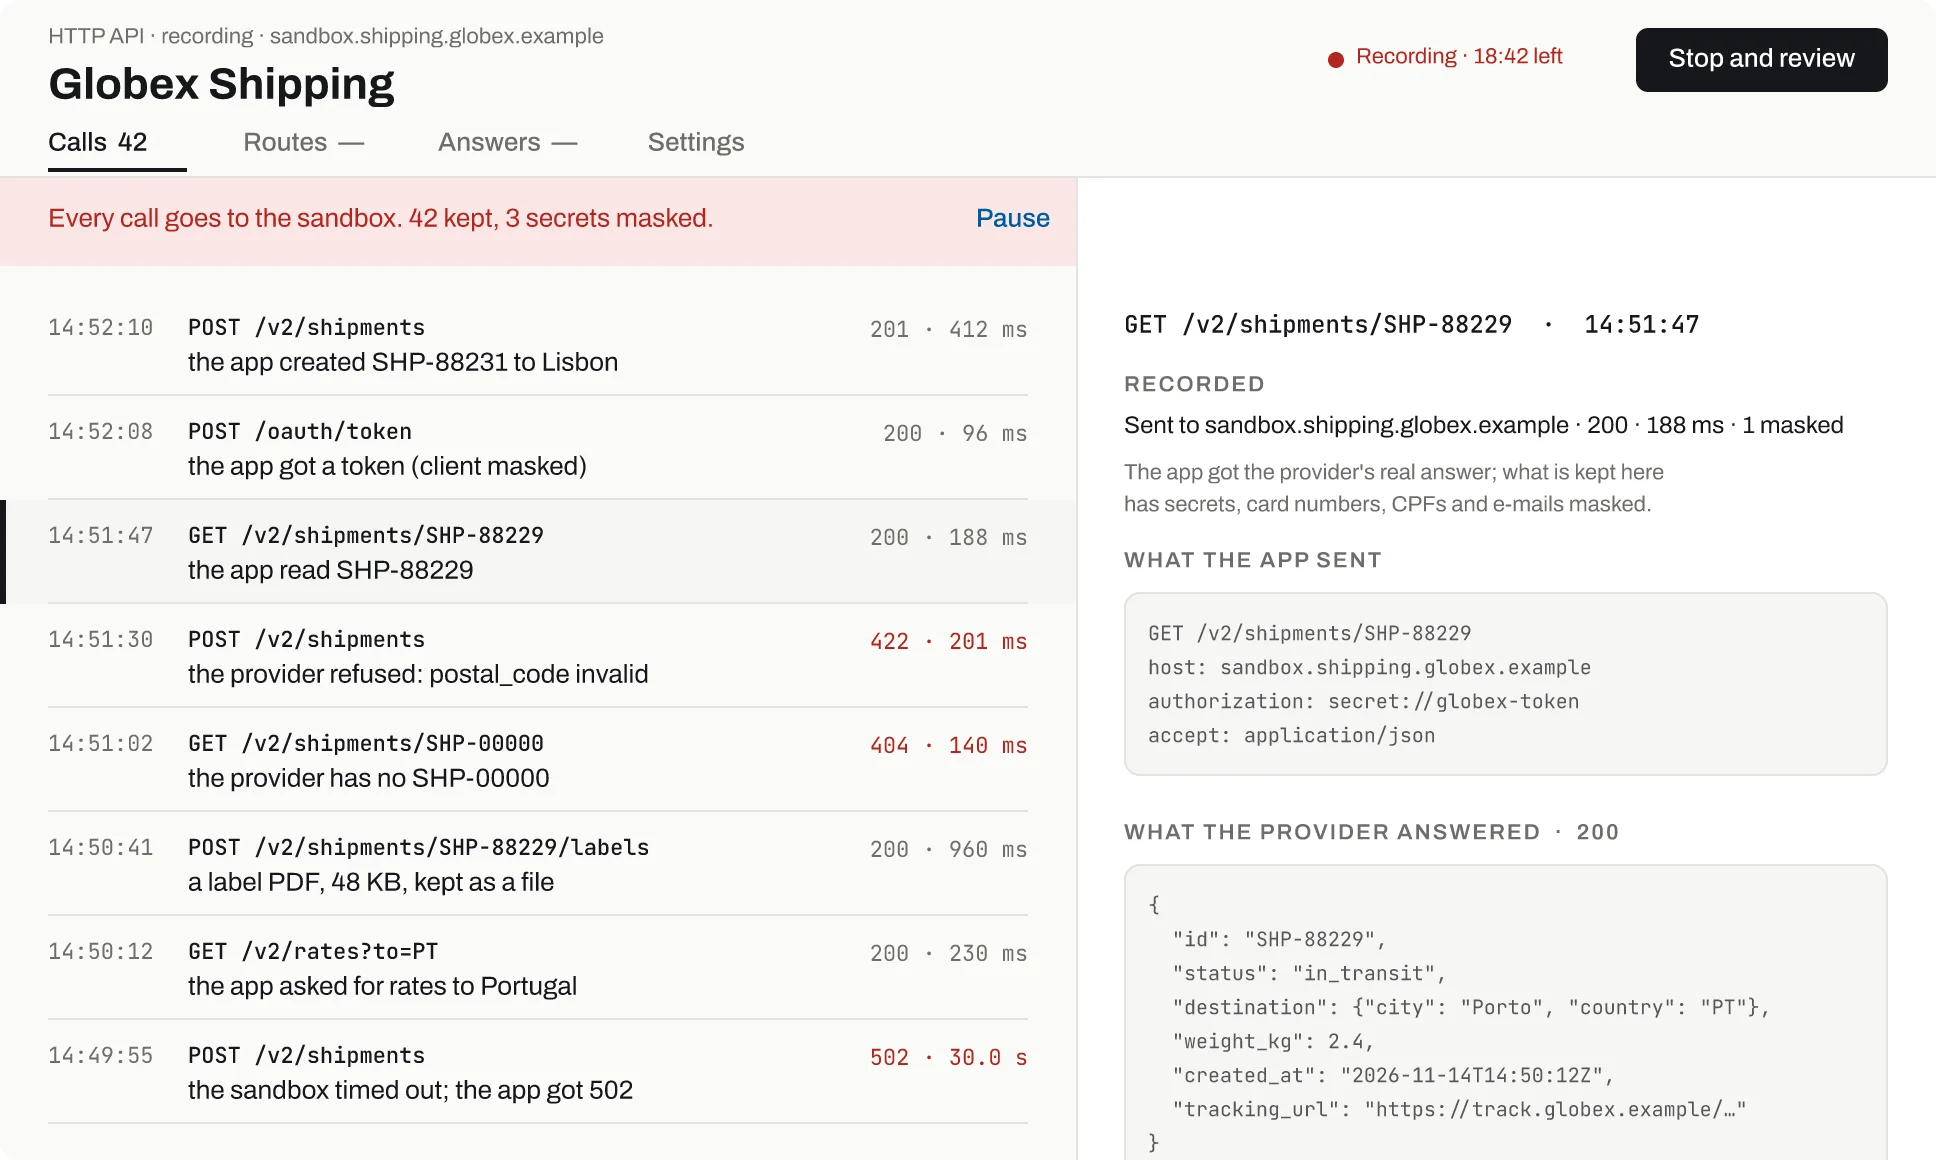 HTTP API · recording · sandbox.shipping.globex.example
Globex Shipping
Recording · 18:42 left
Stop and review
Calls 42
Routes —
Answers —
Settings
Every call goes to the sandbox. 42 kept, 3 secrets masked.
Pause
14:52:10 POST /v2/shipments 201 · 412 ms
the app created SHP-88231 to Lisbon
14:52:08 POST /oauth/token 200 · 96 ms
the app got a token (client masked)
14:51:47 GET /v2/shipments/SHP-88229 200 · 188 ms
the app read SHP-88229
14:51:30 POST /v2/shipments 422 · 201 ms
the provider refused: postal_code invalid
14:51:02 GET /v2/shipments/SHP-00000 404 · 140 ms
the provider has no SHP-00000
14:50:41 POST /v2/shipments/SHP-88229/labels 200 · 960 ms
a label PDF, 48 KB, kept as a file
14:50:12 GET /v2/rates?to=PT 200 · 230 ms
the app asked for rates to Portugal
14:49:55 POST /v2/shipments 502 · 30.0 s
the sandbox timed out; the app got 502
GET /v2/shipments/SHP-88229 · 14:51:47
RECORDED
Sent to sandbox.shipping.globex.example · 200 · 188 ms · 1 masked
The app got the provider's real answer; what is kept here
has secrets, card numbers, CPFs and e-mails masked.
WHAT THE APP SENT
GET /v2/shipments/SHP-88229
host: sandbox.shipping.globex.example
authorization: secret://globex-token
accept: application/json
WHAT THE PROVIDER ANSWERED · 200
{
"id": "SHP-88229",
"status": "in_transit",
"destination": {"city": "Porto", "country": "PT"},
"weight_kg": 2.4,
"created_at": "2026-11-14T14:50:12Z",
"tracking_url": "https://track.globex.example/…"
}